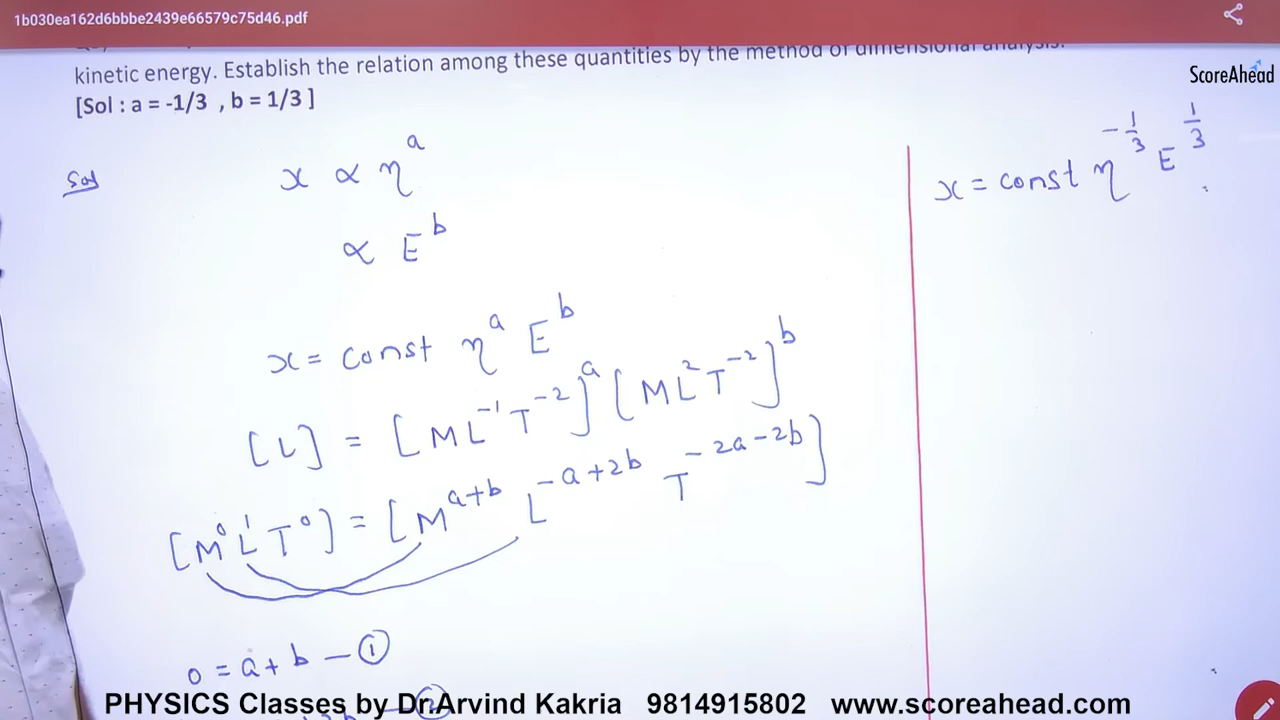 1b030ea162d6bbbe2439e66579c75d46.pdf
kinetic energy. Establish the relation among these quantities by the method of dimensional analysis.
ScoreAhead
[Sol : a = -1/3 , b = 1/3 ]
Sol
x ∝ η^a
∝ E^b
x = const η^a E^b
[L] = [ML^-1 T^-2]^a [ML^2 T^-2]^b
[M^0 L^1 T^0] = [M^a+b L^-a+2b T^-2a-2b]
0 = a + b — ①
x = const η^-1/3 E^1/3
PHYSICS Classes by Dr.Arvind Kakria 9814915802 www.scoreahead.com